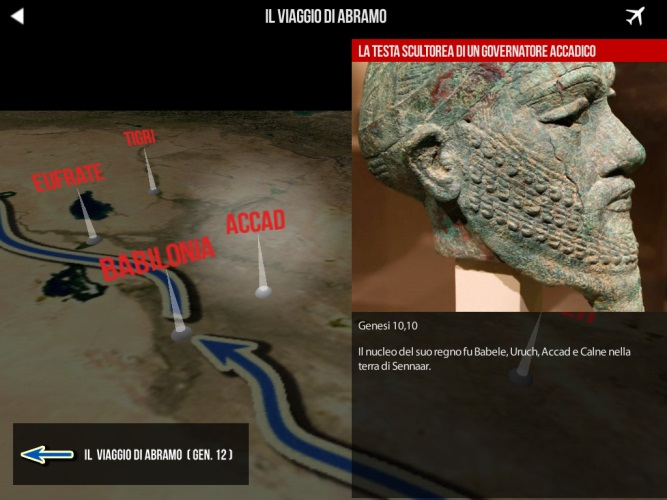 IL VIAGGIO DI ABRAMO
LA TESTA SCULTOREA DI UN GOVERNATORE ACCADICO
TIGRI
EUFRATE
ACCAD
BABILONIA
Genesi 10,10
Il nucleo del suo regno fu Babele, Uruch, Accad e Calne nella
terra di Sennaar.
IL VIAGGIO DI ABRAMO ( GEN. 12 )